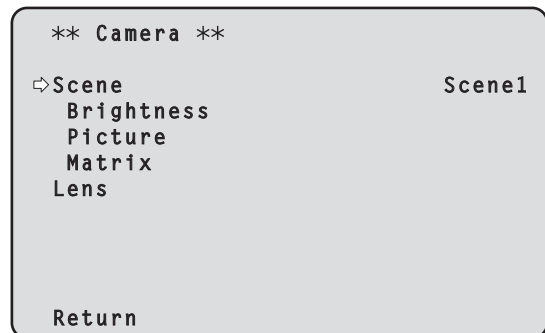 ** Camera **
⇨Scene Scene1
Brightness
Picture
Matrix
Lens
Return